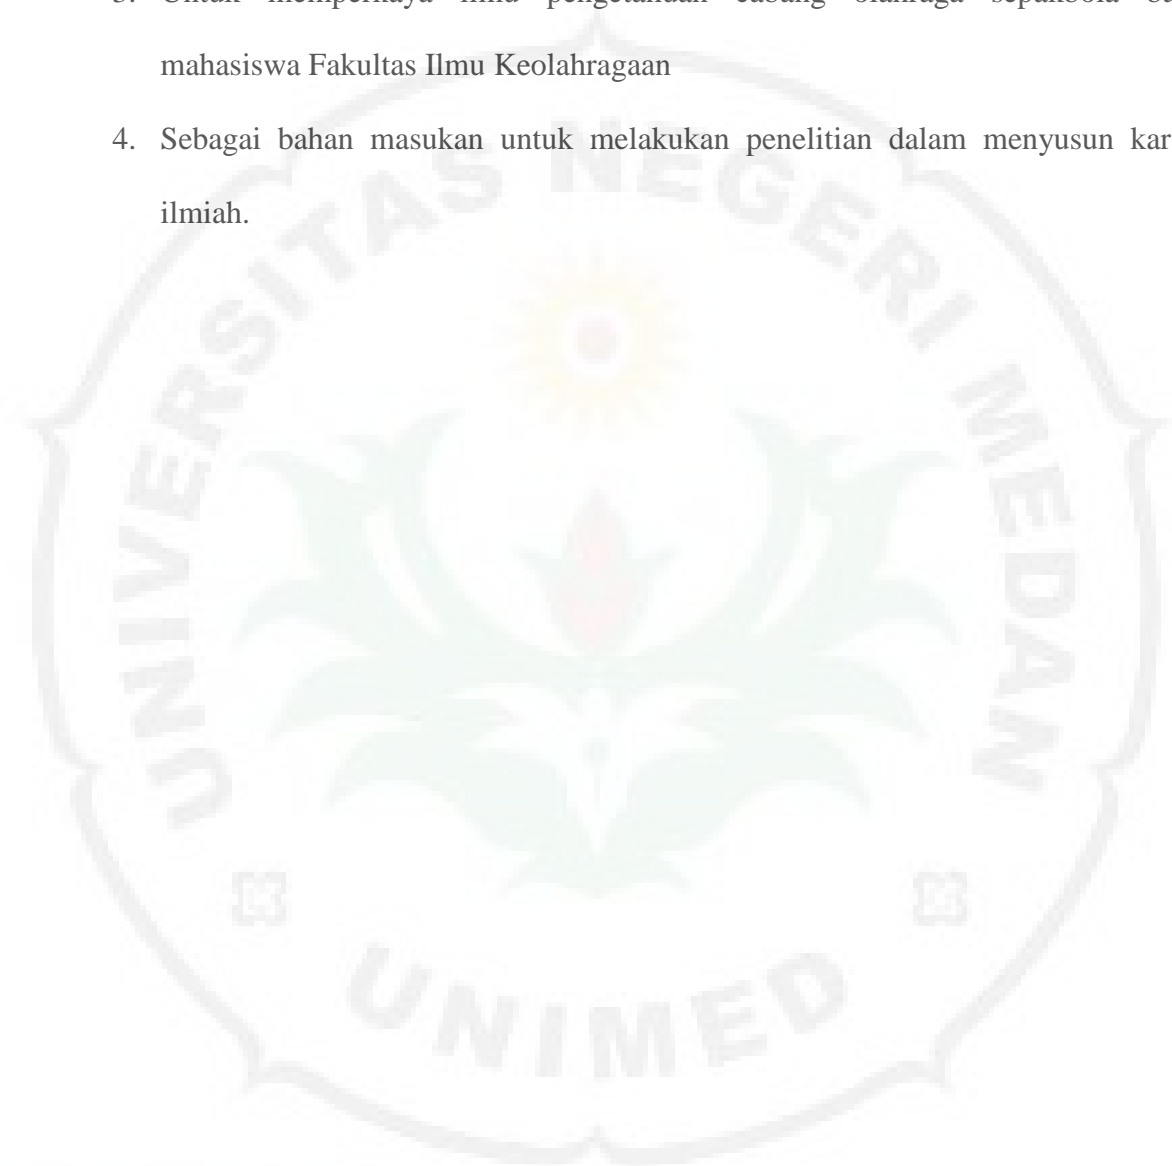 mahasiswa Fakultas Ilmu Keolahragaan
4. Sebagai bahan masukan untuk melakukan penelitian dalam menyusun kar
ilmiah.
UNIVERSITAS NEGERI MEDAN
UNIMED